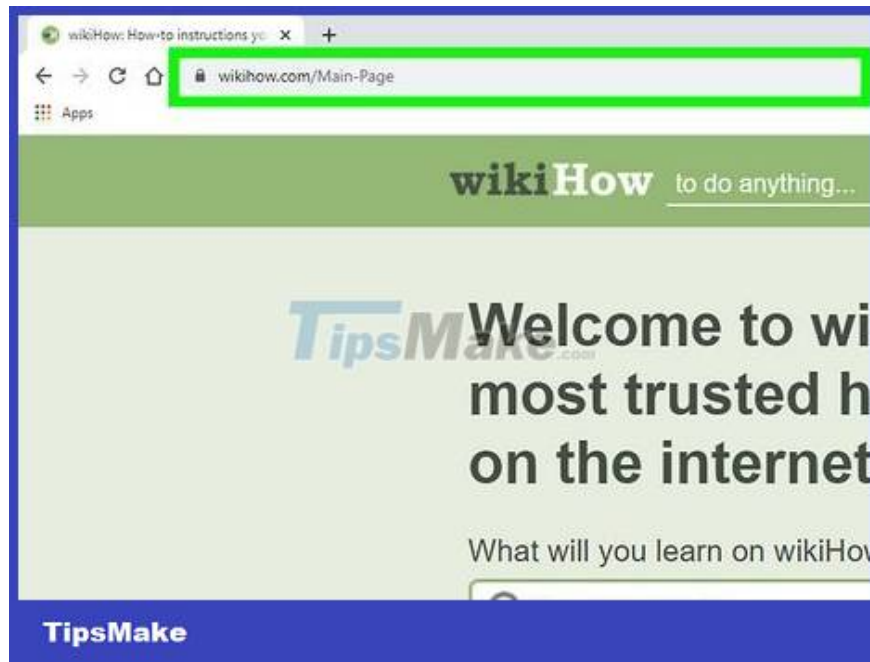 wikiHow: How-to instructions yo
wikihow.com/Main-Page
Apps
wikiHow to do anything...
TipsMake.com
Welcome to wi
most trusted h
on the internet
What will you learn on wikiHow
TipsMake